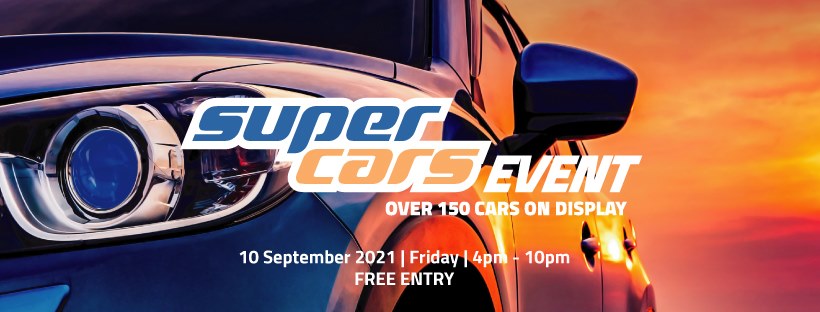 super
cars EVENT
OVER 150 CARS ON DISPLAY
10 September 2021 | Friday | 4pm - 10pm
FREE ENTRY